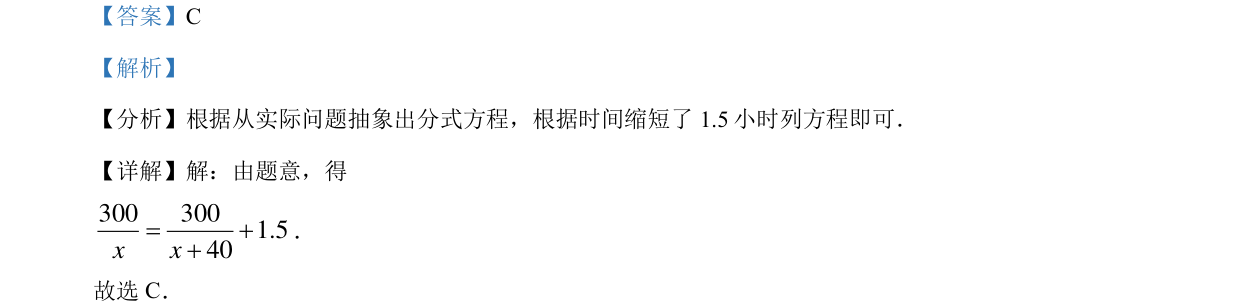 【答案】C
【解析】
【分析】根据从实际问题抽象出分式方程，根据时间缩短了 1.5 小时列方程即可．
【详解】解：由题意，得
$\frac{300}{x}=\frac{300}{x+40}+1.5$．
故选 C．